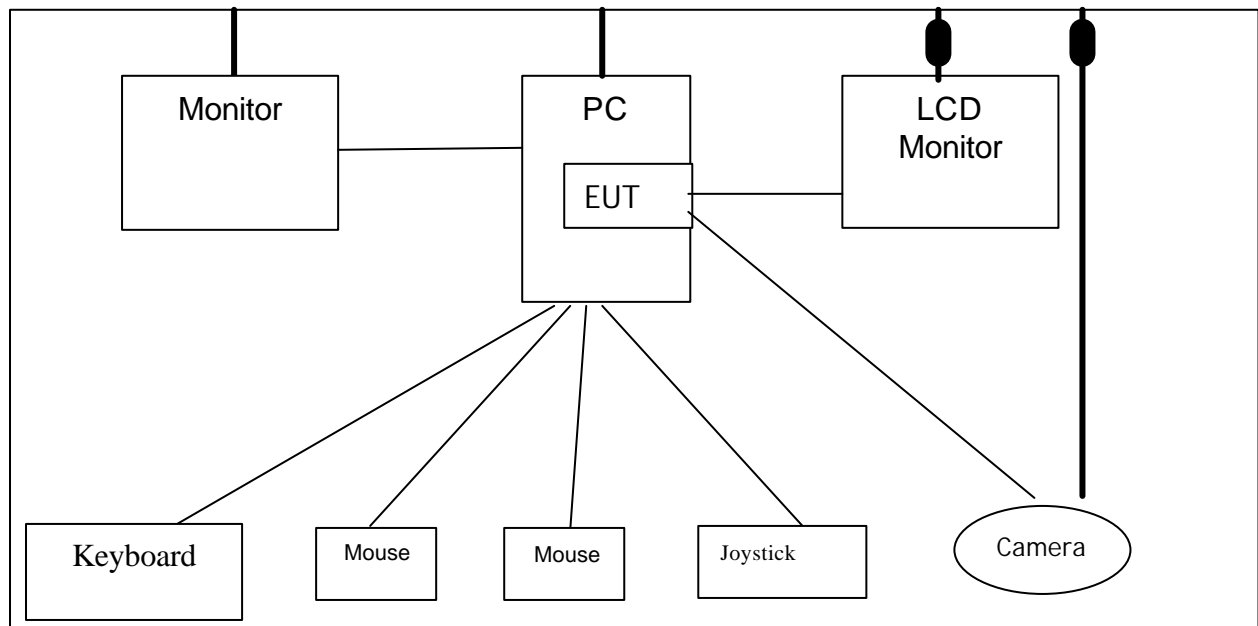 Monitor
PC
LCD
Monitor
EUT
Keyboard
Mouse
Mouse
Joystick
Camera